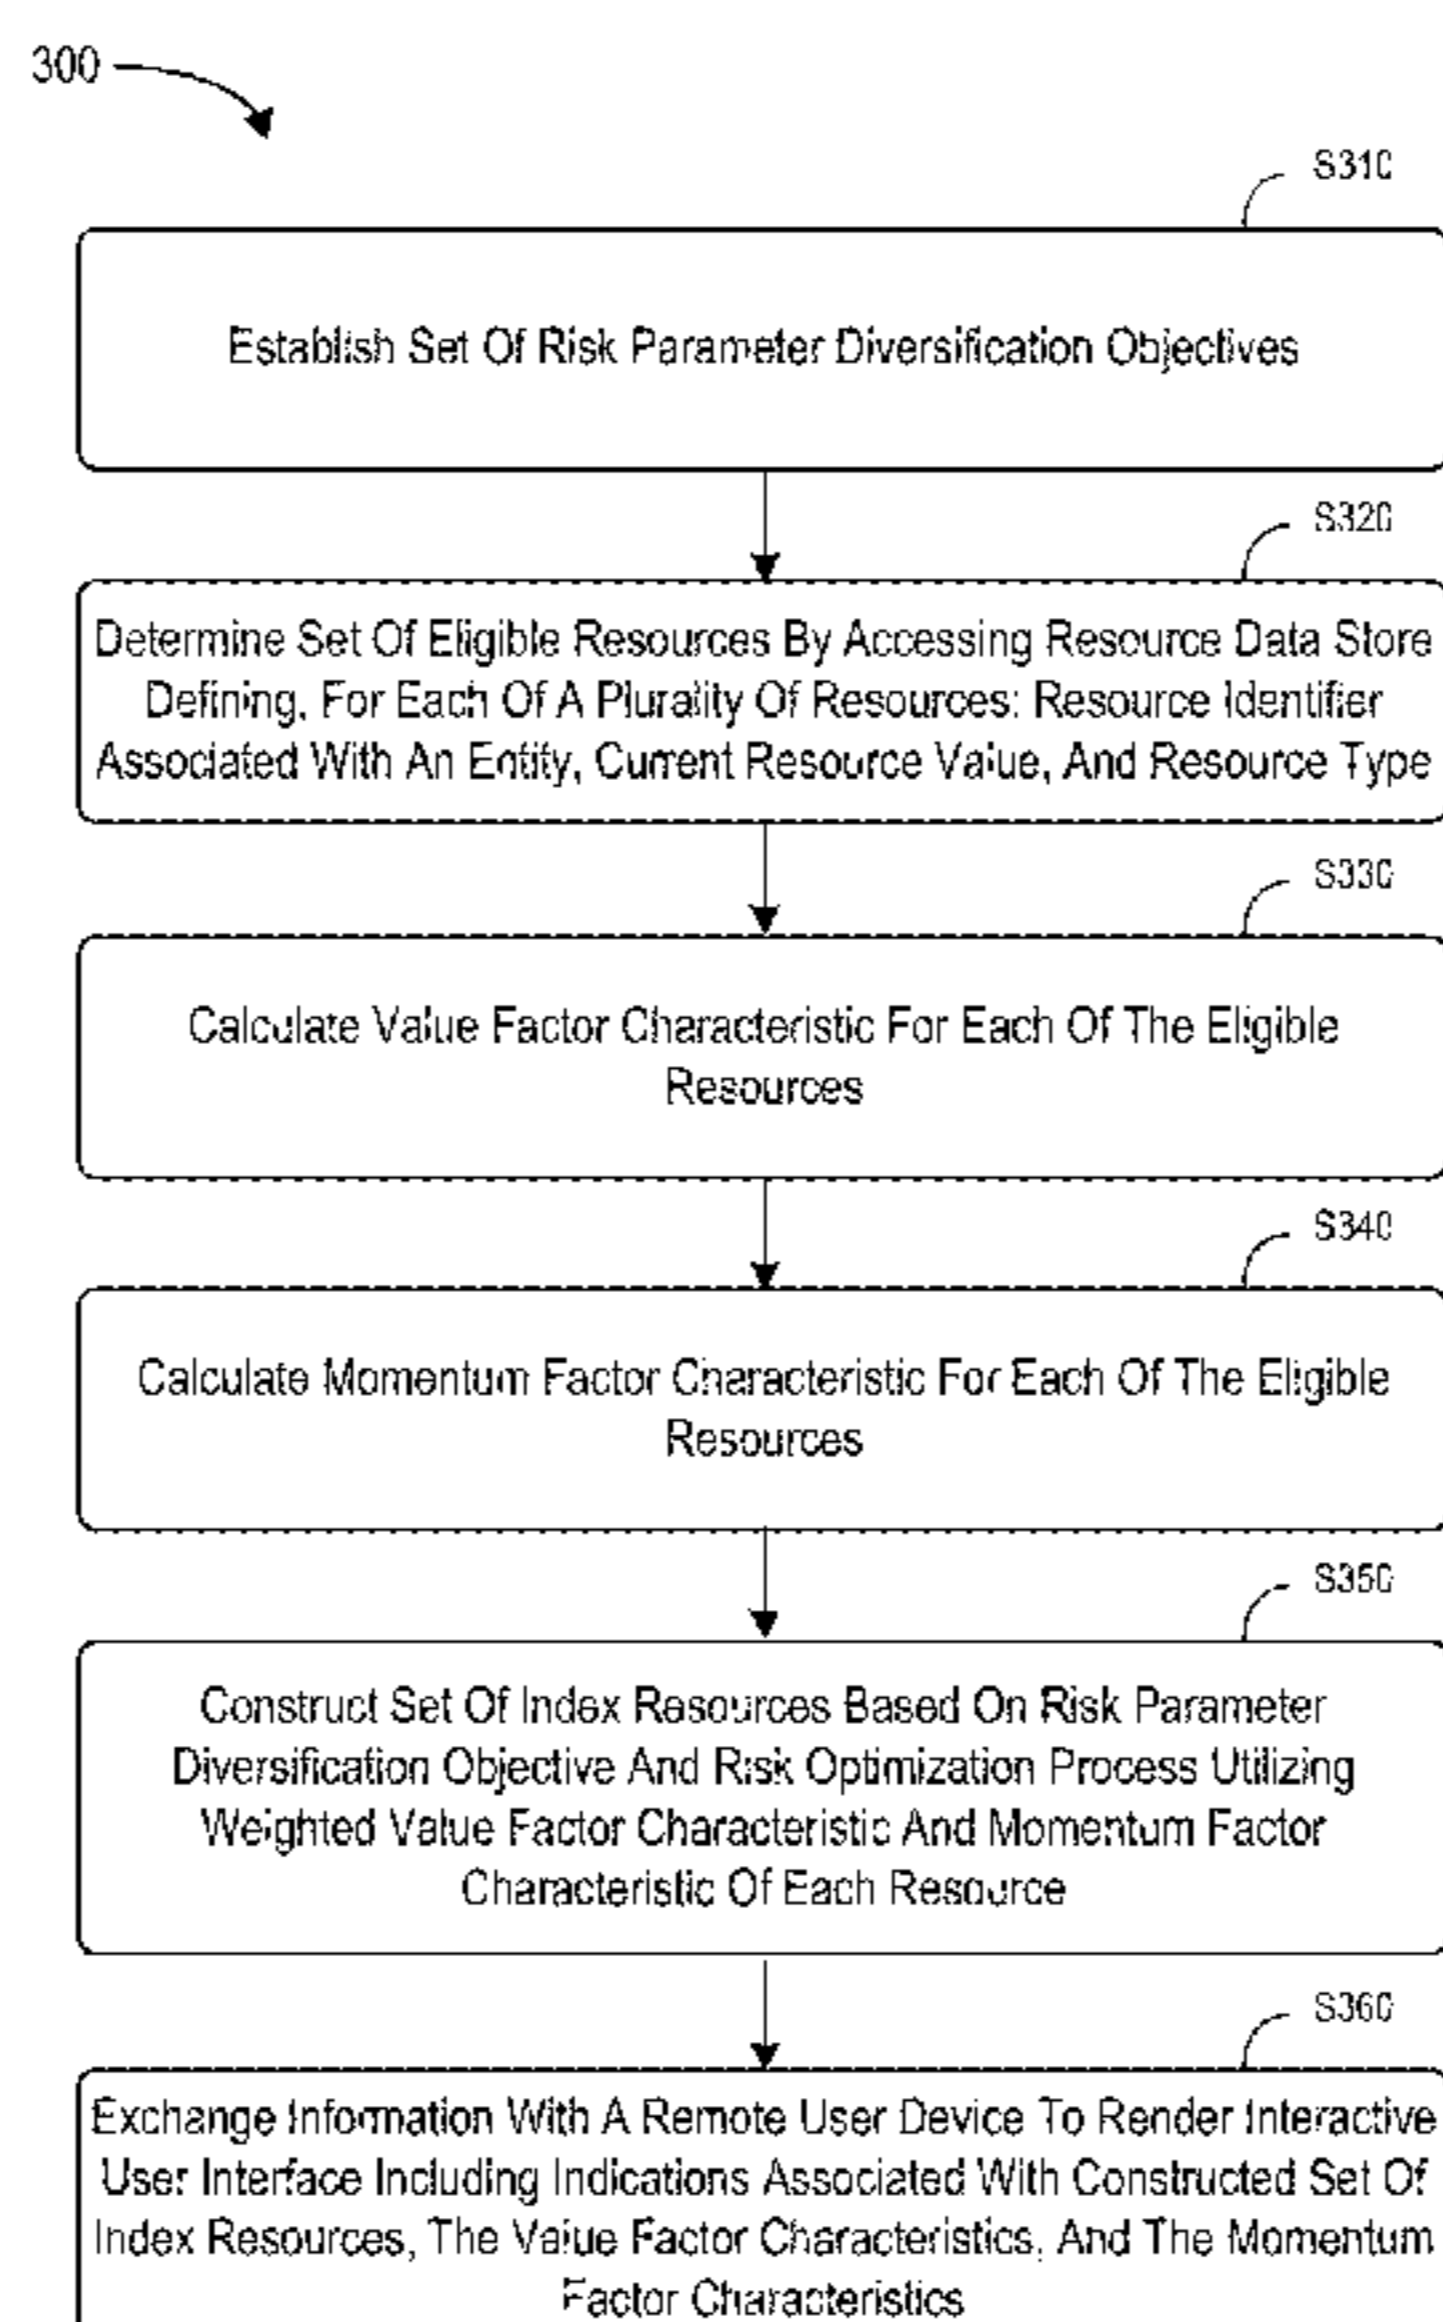 300
S310
Establish Set Of Risk Parameter Diversification Objectives
S320
Determine Set Of Eligible Resources By Accessing Resource Data Store
Defining, For Each Of A Plurality Of Resources: Resource Identifier
Associated With An Entity, Current Resource Value, And Resource Type
S330
Calculate Value Factor Characteristic For Each Of The Eligible
Resources
S340
Calculate Momentum Factor Characteristic For Each Of The Eligible
Resources
S350
Construct Set Of Index Resources Based On Risk Parameter
Diversification Objective And Risk Optimization Process Utilizing
Weighted Value Factor Characteristic And Momentum Factor
Characteristic Of Each Resource
S360
Exchange Information With A Remote User Device To Render Interactive
User Interface Including Indications Associated With Constructed Set Of
Index Resources, The Value Factor Characteristics, And The Momentum
Factor Characteristics